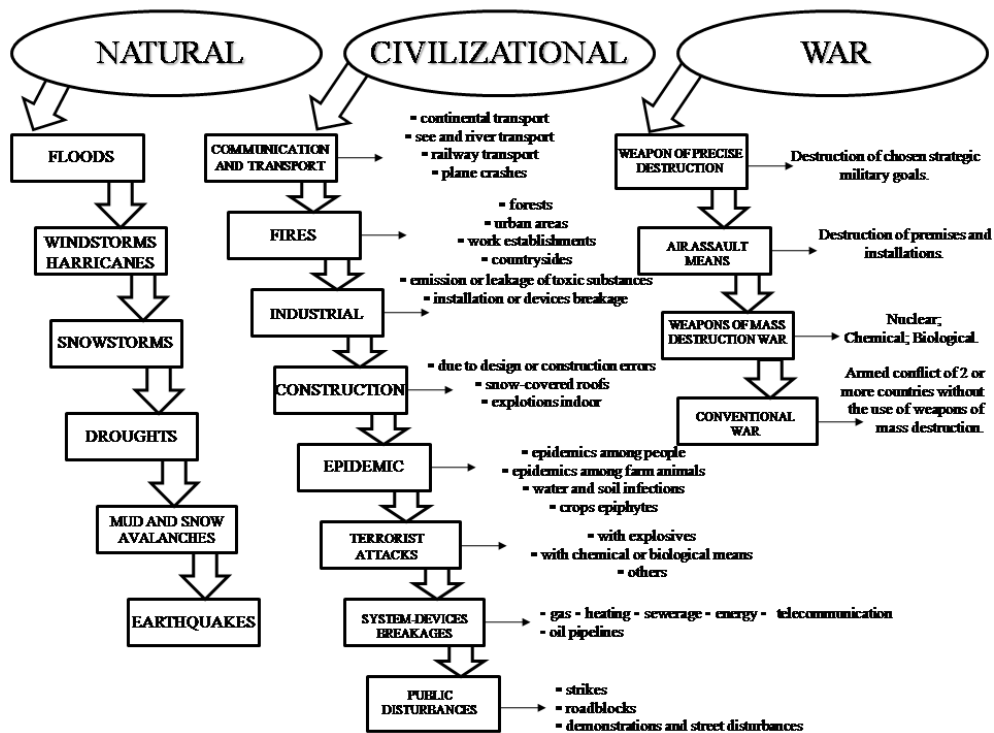 NATURAL
FLOODS
WINDSTORMS
HARRICANES
SNOWSTORMS
DROUGHTS
MUD AND SNOW
AVALANCHES
EARTHQUAKES
CIVILIZATIONAL
COMMUNICATION
AND TRANSPORT
- continental transport
- see and river transport
- railway transport
- plane crashes
FIRES
- forests
- urban areas
- work establishments
- countrysides
INDUSTRIAL
- emission or leakage of toxic substances
- installation or devices breakage
CONSTRUCTION
- due to design or construction errors
- snow-covered roofs
- explotions indoor
EPIDEMIC
- epidemics among people
- epidemics among farm animals
- water and soil infections
- crops epiphytes
TERRORIST
ATTACKS
- with explosives
- with chemical or biological means
- others
SYSTEM-DEVICES
BREAKAGES
- gas - heating - sewerage - energy - telecommunication
- oil pipelines
PUBLIC
DISTURBANCES
- strikes
- roadblocks
- demonstrations and street disturbances
WAR
WEAPON OF PRECISE
DESTRUCTION
Destruction of chosen strategic
military goals.
AIR ASSAULT
MEANS
Destruction of premises and
installations.
WEAPONS OF MASS
DESTRUCTION WAR
Nuclear;
Chemical; Biological.
CONVENTIONAL
WAR
Armed conflict of 2 or
more countries without
the use of weapons of
mass destruction.